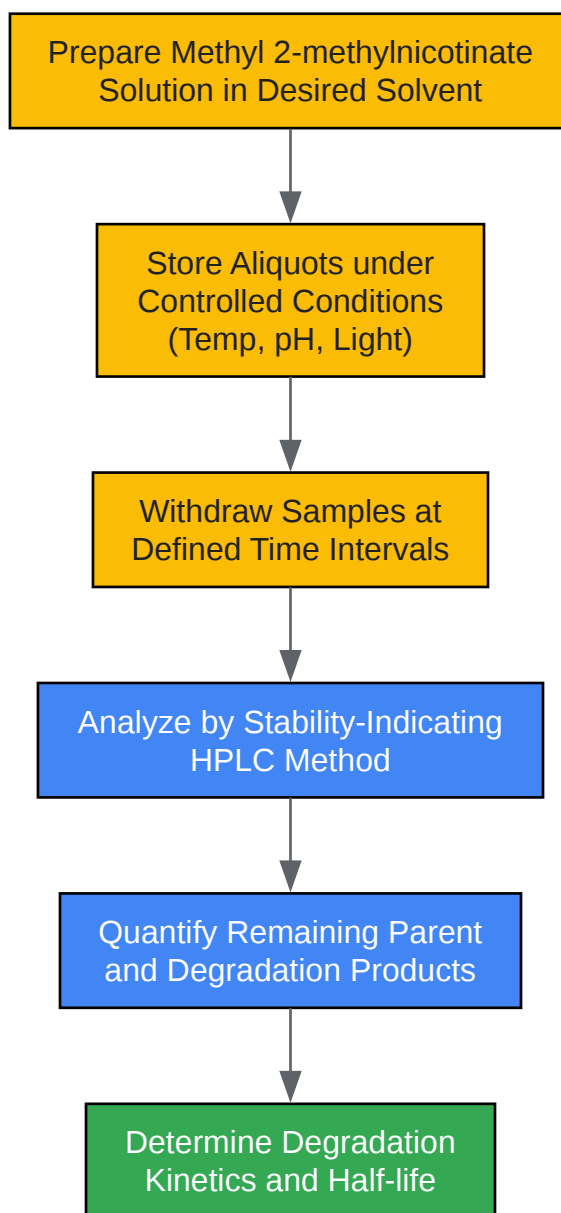 Prepare Methyl 2-methylnicotinate
Solution in Desired Solvent
Store Aliquots under
Controlled Conditions
(Temp, pH, Light)
Withdraw Samples at
Defined Time Intervals
Analyze by Stability-Indicating
HPLC Method
Quantify Remaining Parent
and Degradation Products
Determine Degradation
Kinetics and Half-life